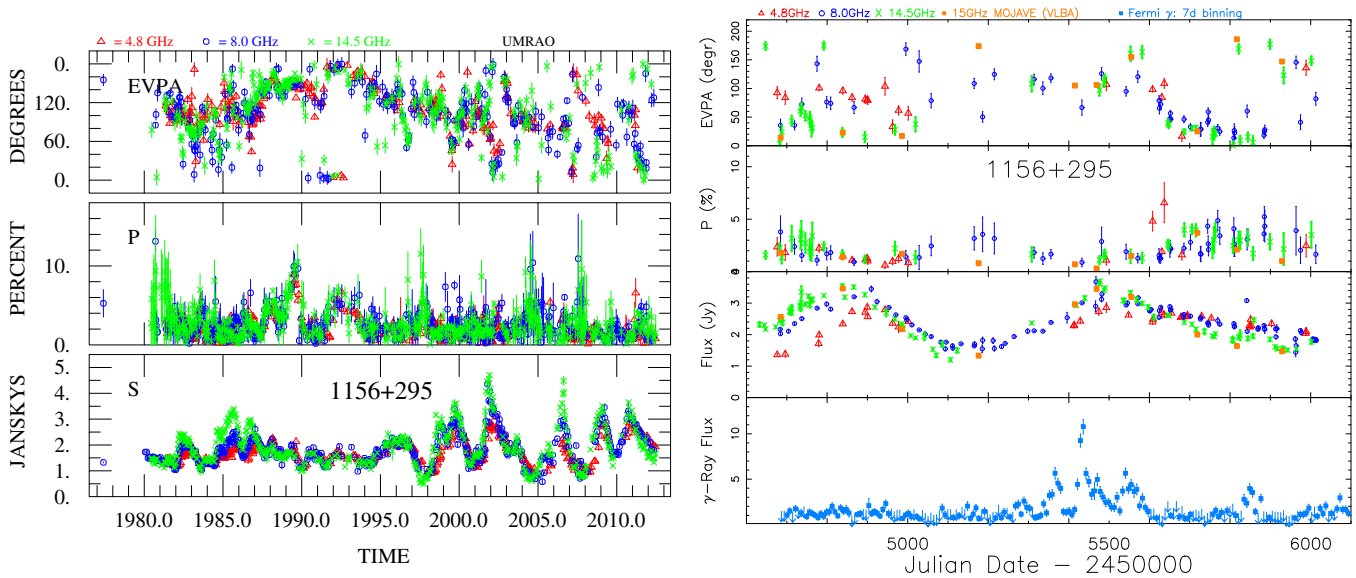 △ = 4.8 GHz ○ = 8.0 GHz × = 14.5 GHz UMRAO
EVPA
DEGREES
0.
120.
60.
0.
P
PERCENT
10.
0.
S
1156+295
JANSKYS
5.
4.
3.
2.
1.
0.
1980.0 1985.0 1990.0 1995.0 2000.0 2005.0 2010.0
TIME
△ 4.8GHz ○ 8.0GHz X 14.5GHz ■ 15GHz MOJAVE (VLBA) ■ Fermi γ: 7d binning
EVPA (degr)
200
150
100
50
0
1156+295
P (%)
10
5
0
Flux (Jy)
3
2
1
0
γ-Ray Flux
10
5
5000 5500 6000
Julian Date - 2450000